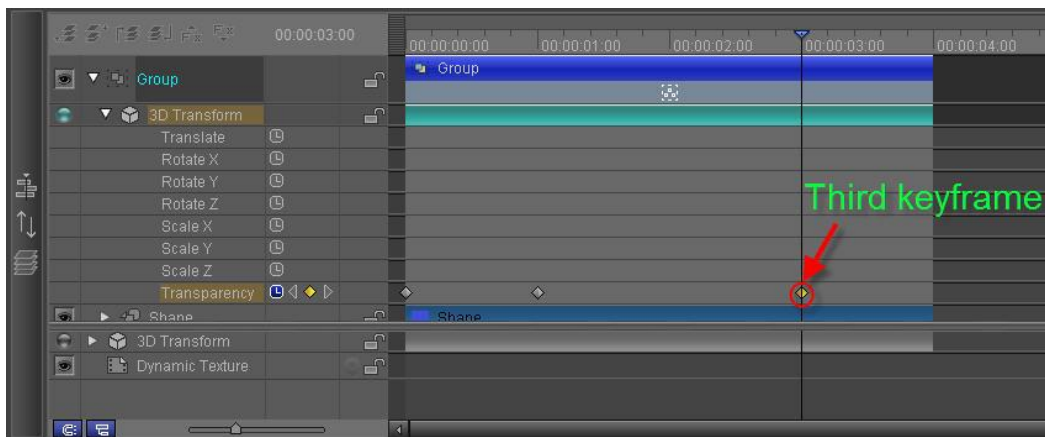 00:00:03:00
00:00:00:00 00:00:01:00 00:00:02:00 00:00:03:00 00:00:04:00
Group
Group
3D Transform
Translate
Rotate X
Rotate Y
Rotate Z
Third keyframe
Scale X
Scale Y
Scale Z
Transparency
Shape Shape
3D Transform
Dynamic Texture